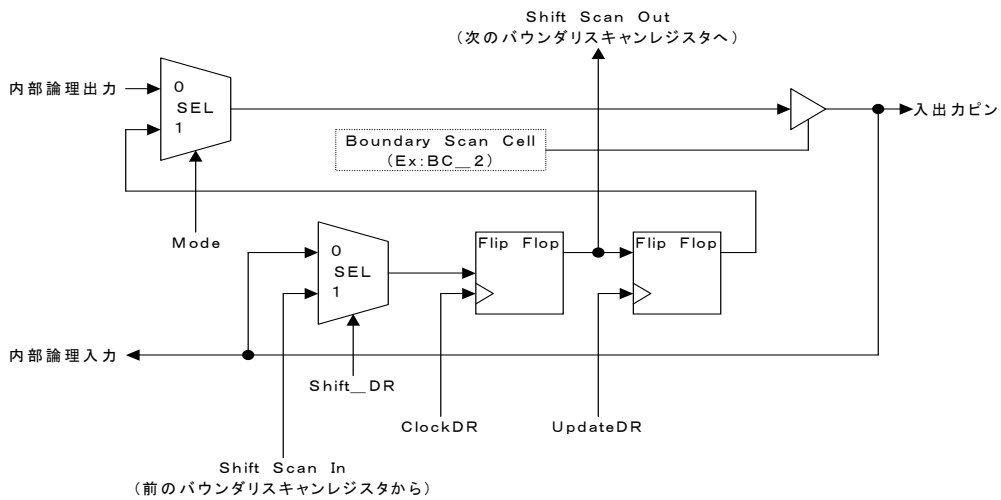 Shift Scan Out
(次のバウンダリスキャンレジスタへ)
内部論理出力
0
SEL
1
入出力ピン
Boundary Scan Cell
(Ex:BC__2)
Mode
0
SEL
1
Flip Flop
Flip Flop
内部論理入力
Shift__DR
ClockDR
UpdateDR
Shift Scan In
(前のバウンダリスキャンレジスタから)